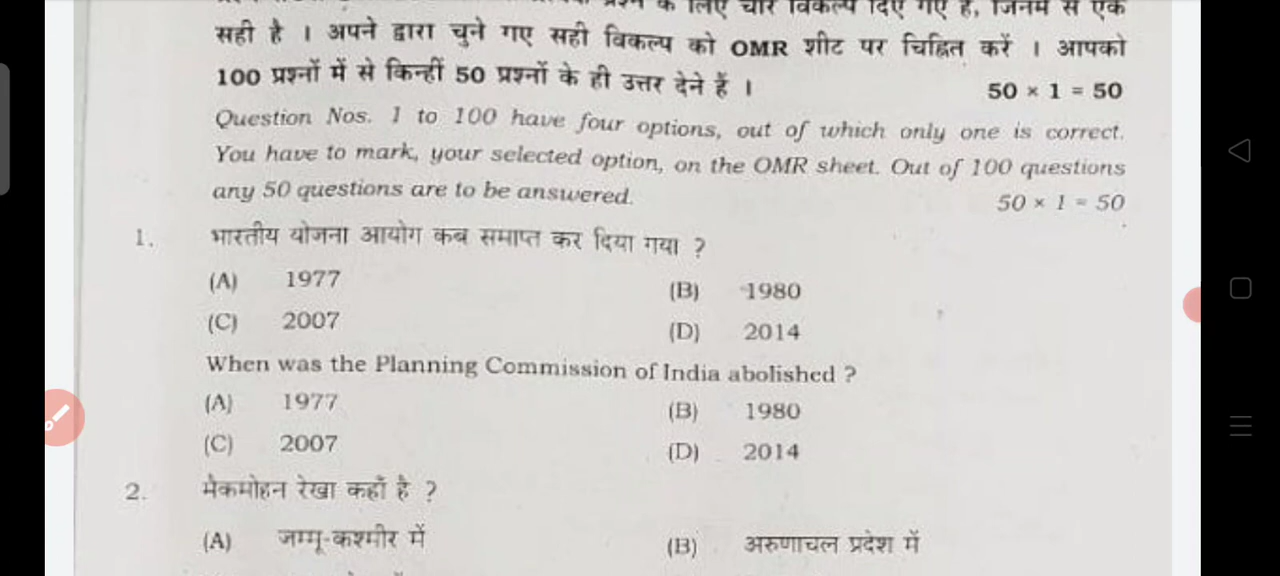 के लिए चार विकल्प दिए गए हैं, जिनमें से एक
सही है । अपने द्वारा चुने गए सही विकल्प को OMR शीट पर चिह्नित करें । आपको
100 प्रश्नों में से किन्हीं 50 प्रश्नों के ही उत्तर देने हैं । 50 × 1 = 50
Question Nos. 1 to 100 have four options, out of which only one is correct.
You have to mark, your selected option, on the OMR sheet. Out of 100 questions
any 50 questions are to be answered. 50 × 1 = 50
1. भारतीय योजना आयोग कब समाप्त कर दिया गया ?
(A) 1977 (B) 1980
(C) 2007 (D) 2014
When was the Planning Commission of India abolished ?
(A) 1977 (B) 1980
(C) 2007 (D) 2014
2. मैकमोहन रेखा कहाँ है ?
(A) जम्मू-कश्मीर में (B) अरुणाचल प्रदेश में